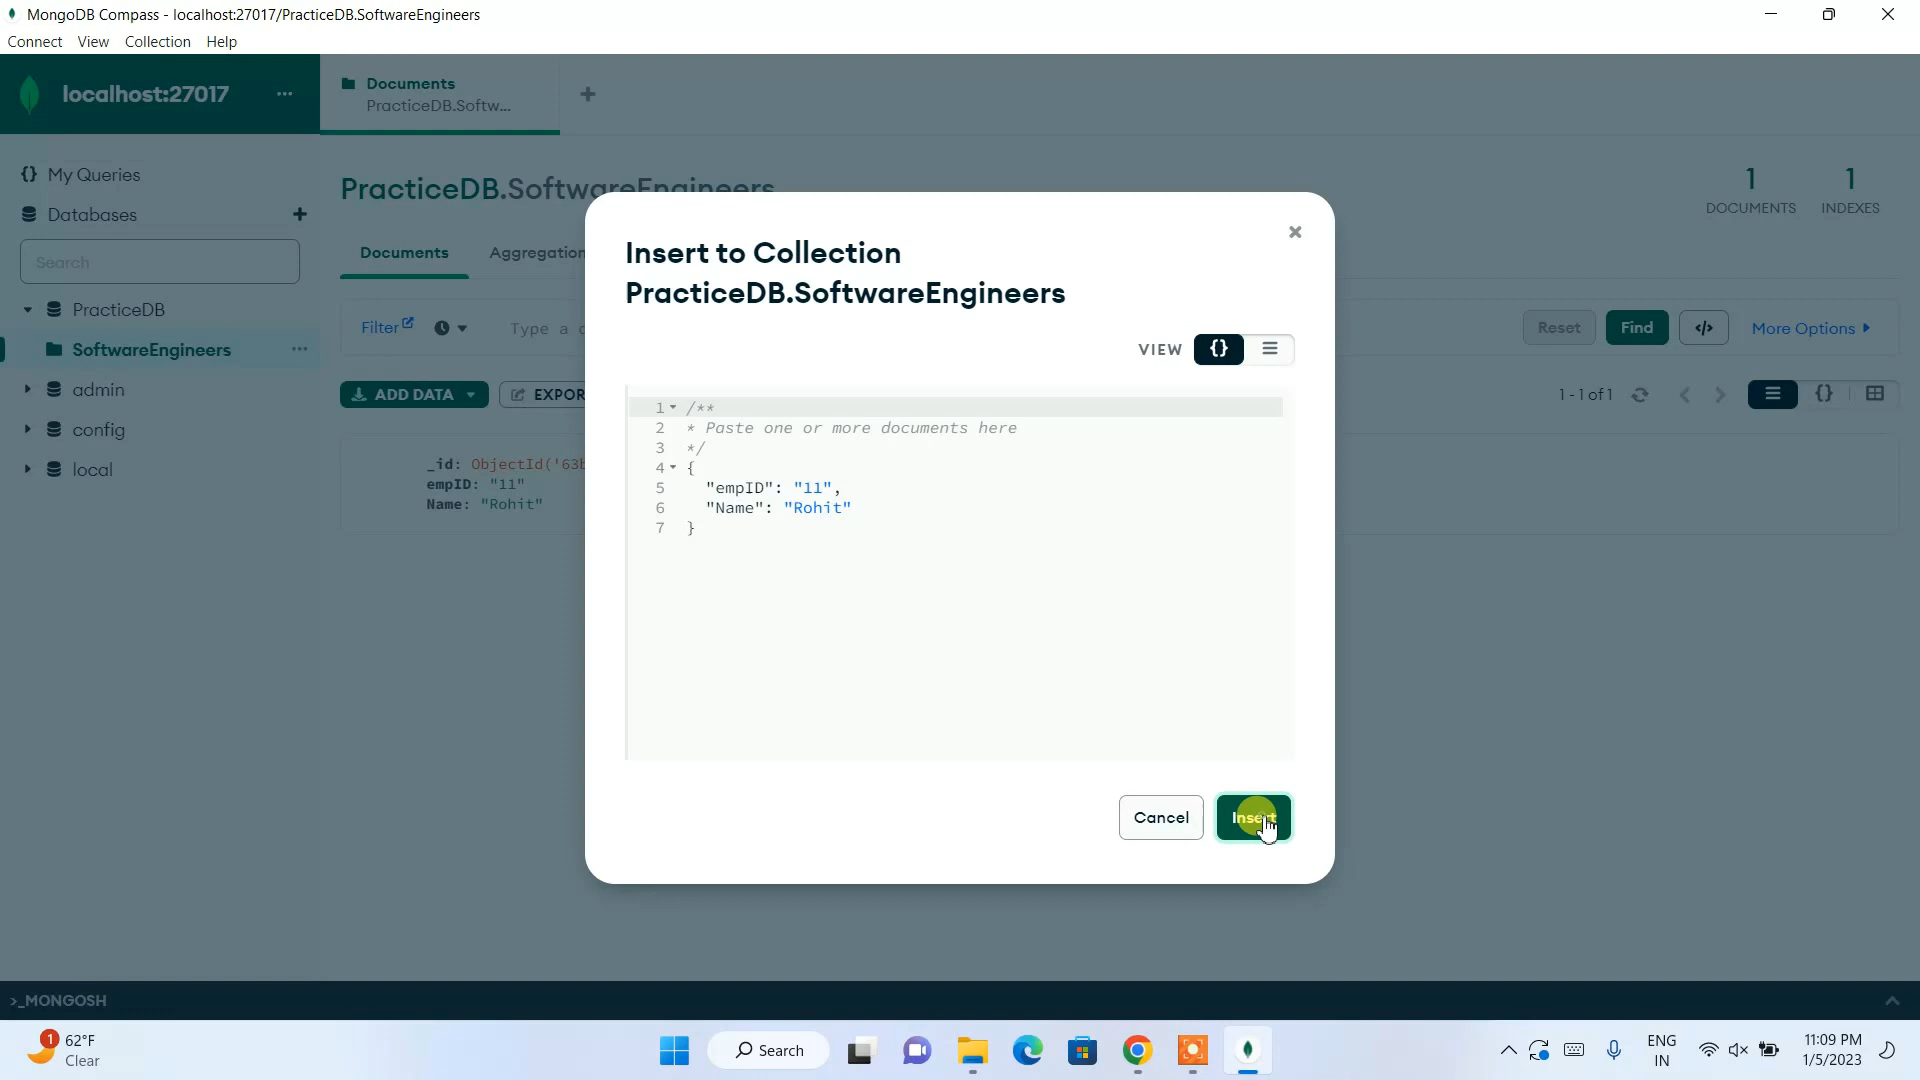 MongoDB Compass - localhost:27017/PracticeDB.SoftwareEngineers
Connect View Collection Help
localhost:27017 ...
Documents
PracticeDB.Softw...
{} My Queries
Databases
Search
PracticeDB
SoftwareEngineers
admin
config
local
PracticeDB.SoftwareEngineers
1
DOCUMENTS
1
INDEXES
Documents
Aggregation
Filter
Type a
Reset
Find
</>
More Options
ADD DATA
EXPOR
1-1 of 1
{}
_id: ObjectId('63b
empID: "11"
Name: "Rohit"
Insert to Collection
PracticeDB.SoftwareEngineers
VIEW {}
1 /**
2 * Paste one or more documents here
3 */
4 {
5 "empID": "11",
6 "Name": "Rohit"
7 }
Cancel
Insert
>_MONGOSH
1
62°F
Clear
Search
ENG
IN
11:09 PM
1/5/2023